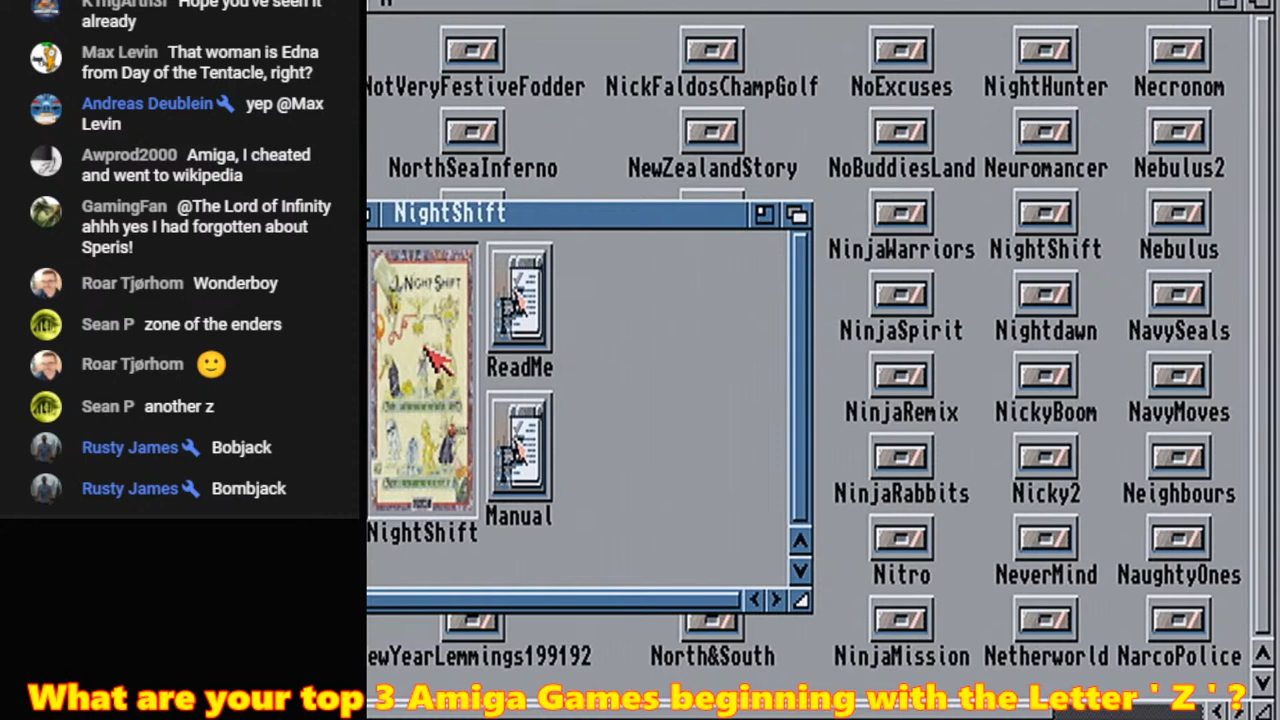 Hope you've seen it
already
Max Levin That woman is Edna
from Day of the Tentacle, right?
Andreas Deublein yep @Max
Levin
Awprod2000 Amiga, I cheated
and went to wikipedia
GamingFan @The Lord of Infinity
ahhh yes I had forgotten about
Speris!
Roar Tjørhom Wonderboy
Sean P zone of the enders
Roar Tjørhom 🙂
Sean P another z
Rusty James Bobjack
Rusty James Bombjack
NotVeryFestiveFodder NickFaldosChampGolf NoExcuses NightHunter Necronom
NorthSeaInferno NewZealandStory NoBuddiesLand Neuromancer Nebulus2
NightShift
NinjaWarriors NightShift Nebulus
NIGHT SHIFT
NinjaSpirit Nightdawn NavySeals
ReadMe
NinjaRemix NickyBoom NavyMoves
NinjaRabbits Nicky2 Neighbours
Manual
NightShift
Nitro NeverMind NaughtyOnes
ewYearLemmings199192 North&South NinjaMission Netherworld NarcoPolice
What are your top 3 Amiga Games beginning with the Letter ' Z ' ?